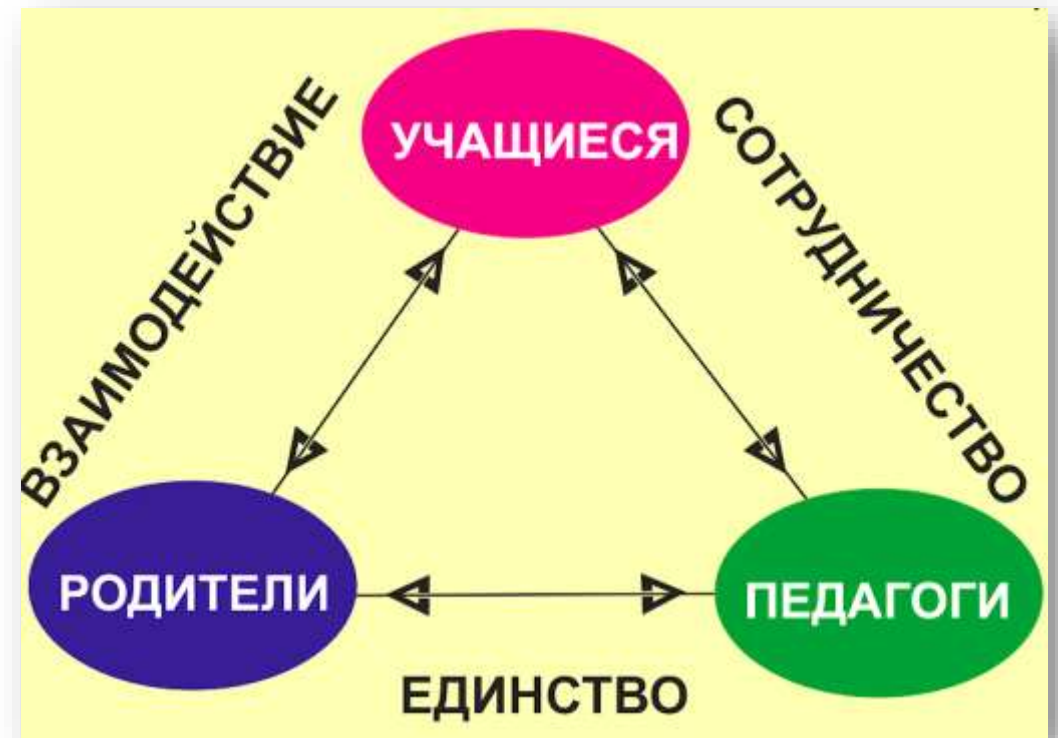 УЧАЩИЕСЯ
ВЗАИМОДЕЙСТВИЕ
СОТРУДНИЧЕСТВО
РОДИТЕЛИ
ПЕДАГОГИ
ЕДИНСТВО